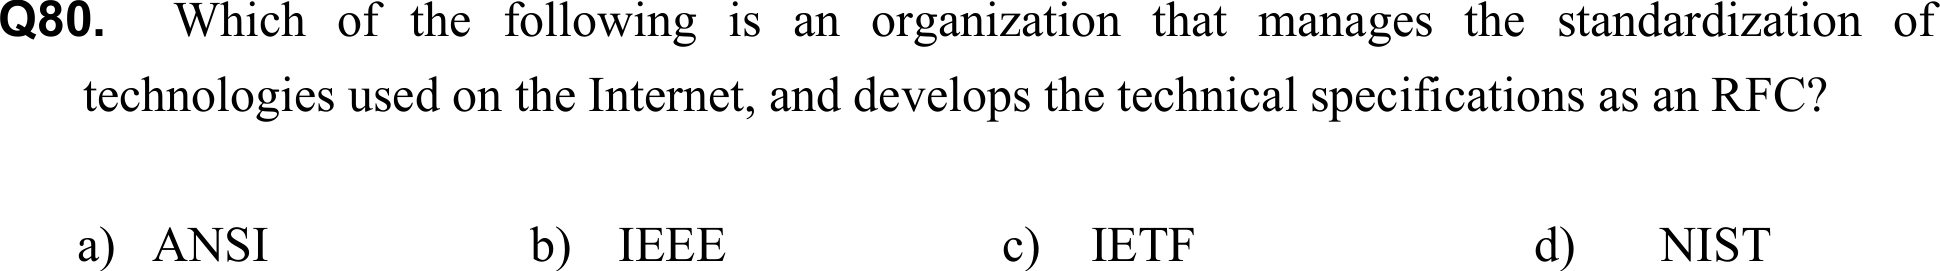 Q80. Which of the following is an organization that manages the standardization of
technologies used on the Internet, and develops the technical specifications as an RFC?
a) ANSI b) IEEE c) IETF d) NIST